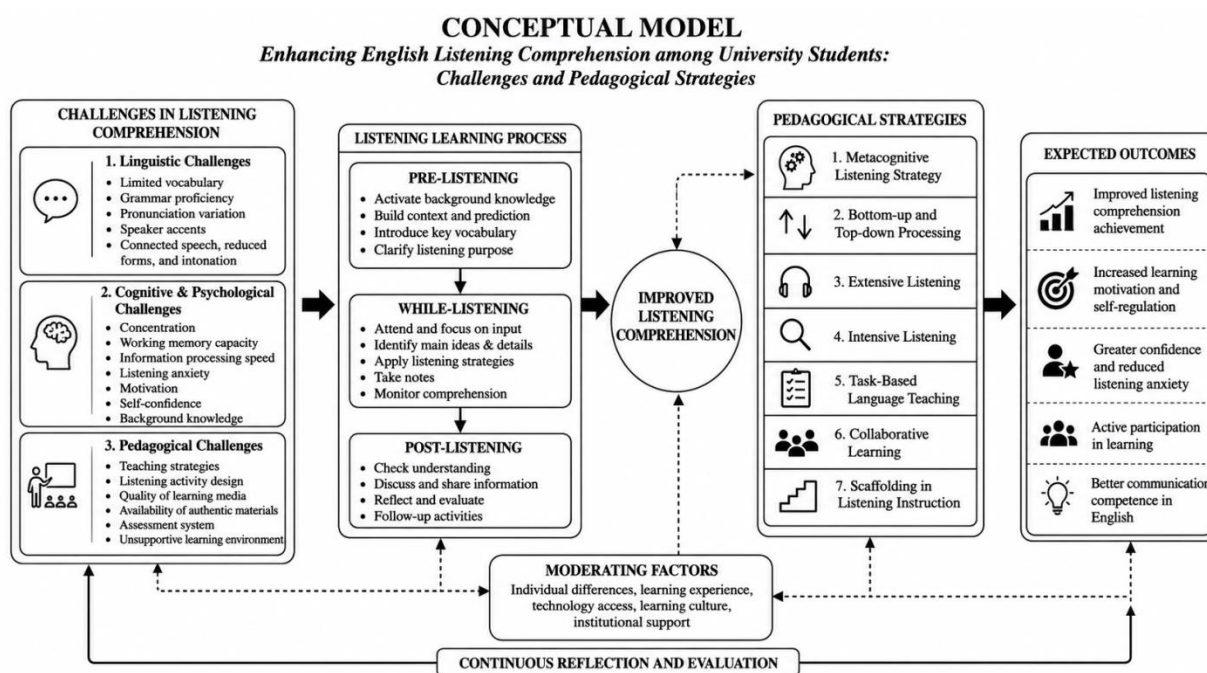 CONCEPTUAL MODEL
Enhancing English Listening Comprehension among University Students:
Challenges and Pedagogical Strategies
CHALLENGES IN LISTENING
COMPREHENSION
1. Linguistic Challenges
• Limited vocabulary
• Grammar proficiency
• Pronunciation variation
• Speaker accents
• Connected speech, reduced
forms, and intonation
2. Cognitive & Psychological
Challenges
• Concentration
• Working memory capacity
• Information processing speed
• Listening anxiety
• Motivation
• Self-confidence
• Background knowledge
3. Pedagogical Challenges
• Teaching strategies
• Listening activity design
• Quality of learning media
• Availability of authentic materials
• Assessment system
• Unsupportive learning environment
LISTENING LEARNING PROCESS
PRE-LISTENING
• Activate background knowledge
• Build context and prediction
• Introduce key vocabulary
• Clarify listening purpose
WHILE-LISTENING
• Attend and focus on input
• Identify main ideas & details
• Apply listening strategies
• Take notes
• Monitor comprehension
POST-LISTENING
• Check understanding
• Discuss and share information
• Reflect and evaluate
• Follow-up activities
IMPROVED
LISTENING
COMPREHENSION
PEDAGOGICAL STRATEGIES
1. Metacognitive
Listening Strategy
2. Bottom-up and
Top-down Processing
3. Extensive Listening
4. Intensive Listening
5. Task-Based
Language Teaching
6. Collaborative
Learning
7. Scaffolding in
Listening Instruction
EXPECTED OUTCOMES
Improved listening
comprehension
achievement
Increased learning
motivation and
self-regulation
Greater confidence
and reduced
listening anxiety
Active participation
in learning
Better communication
competence in
English
MODERATING FACTORS
Individual differences, learning experience,
technology access, learning culture,
institutional support
CONTINUOUS REFLECTION AND EVALUATION